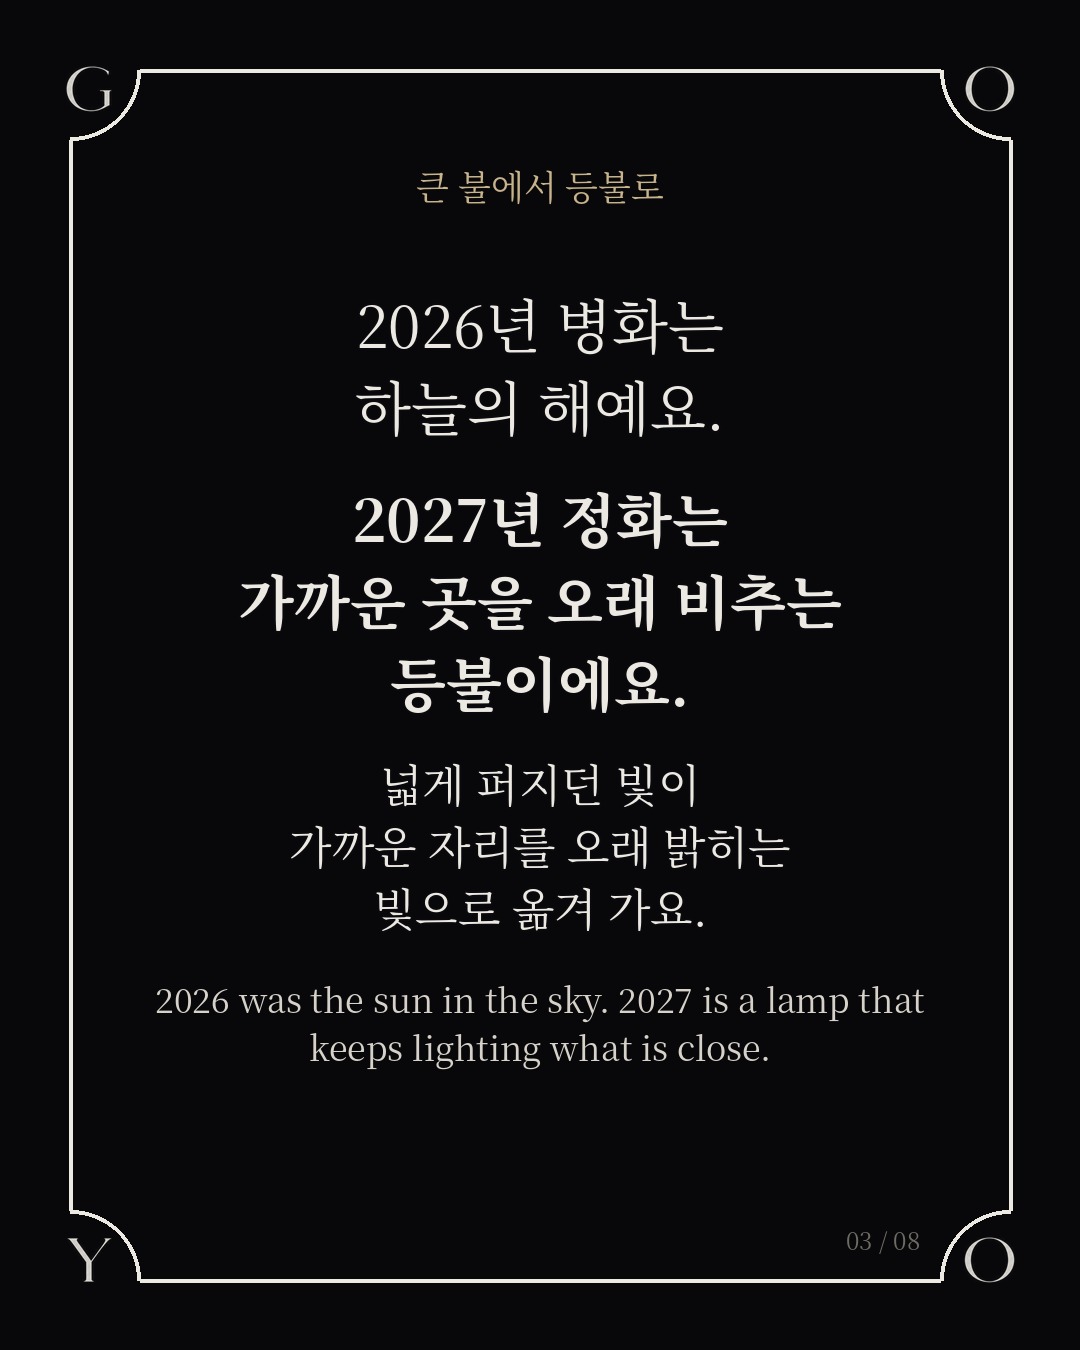 G O
큰 불에서 등불로
2026년 병화는
하늘의 해예요.
2027년 정화는
가까운 곳을 오래 비추는
등불이에요.
넓게 퍼지던 빛이
가까운 자리를 오래 밝히는
빛으로 옮겨 가요.
2026 was the sun in the sky. 2027 is a lamp that
keeps lighting what is close.
03 / 08
Y O